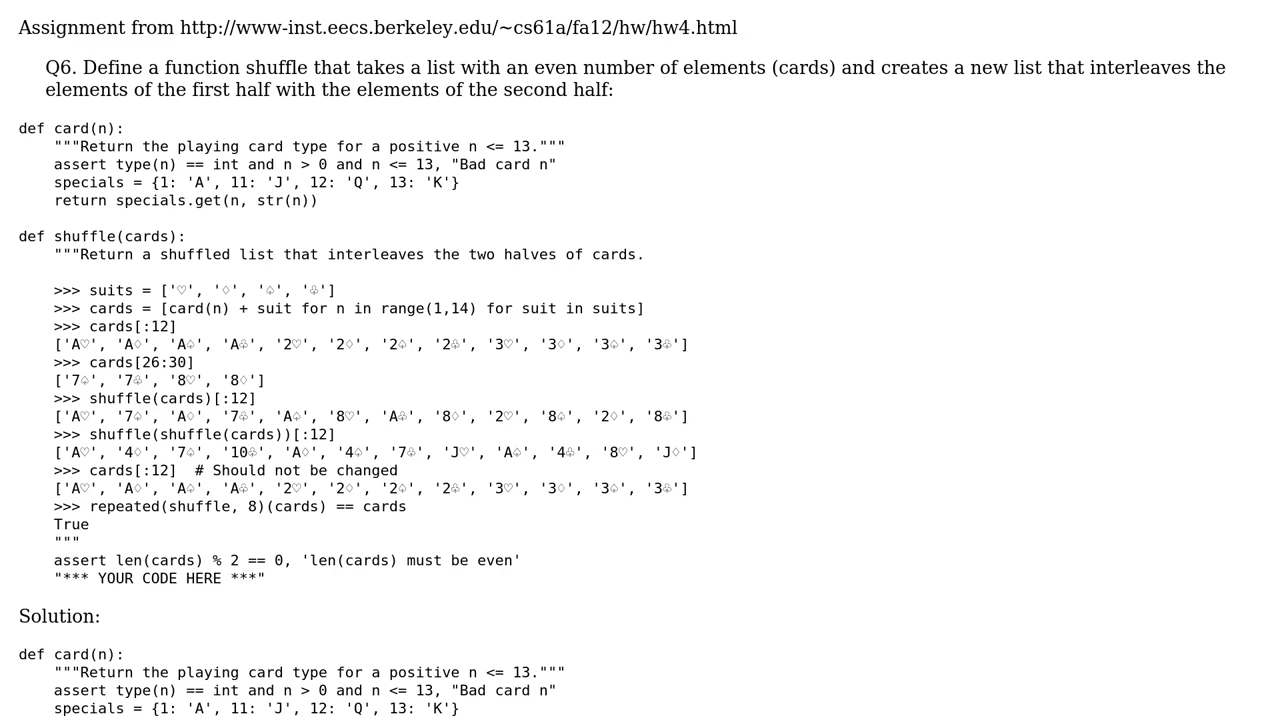 Assignment from http://www-inst.eecs.berkeley.edu/~cs61a/fa12/hw/hw4.html
Q6. Define a function shuffle that takes a list with an even number of elements (cards) and creates a new list that interleaves the
elements of the first half with the elements of the second half:
def card(n):
    """Return the playing card type for a positive n <= 13."""
    assert type(n) == int and n > 0 and n <= 13, "Bad card n"
    specials = {1: 'A', 11: 'J', 12: 'Q', 13: 'K'}
    return specials.get(n, str(n))
def shuffle(cards):
    """Return a shuffled list that interleaves the two halves of cards.
    >>> suits = ['♡', '♢', '♤', '♧']
    >>> cards = [card(n) + suit for n in range(1,14) for suit in suits]
    >>> cards[:12]
    ['A♡', 'A♢', 'A♤', 'A♧', '2♡', '2♢', '2♤', '2♧', '3♡', '3♢', '3♤', '3♧']
    >>> cards[26:30]
    ['7♤', '7♧', '8♡', '8♢']
    >>> shuffle(cards)[:12]
    ['A♡', '7♤', 'A♢', '7♧', 'A♤', '8♡', 'A♧', '8♢', '2♡', '8♤', '2♢', '8♧']
    >>> shuffle(shuffle(cards))[:12]
    ['A♡', '4♢', '7♤', '10♧', 'A♢', '4♤', '7♧', 'J♡', 'A♤', '4♧', '8♡', 'J♢']
    >>> cards[:12]  # Should not be changed
    ['A♡', 'A♢', 'A♤', 'A♧', '2♡', '2♢', '2♤', '2♧', '3♡', '3♢', '3♤', '3♧']
    >>> repeated(shuffle, 8)(cards) == cards
    True
    """
    assert len(cards) % 2 == 0, 'len(cards) must be even'
    "*** YOUR CODE HERE ***"
Solution:
def card(n):
    """Return the playing card type for a positive n <= 13."""
    assert type(n) == int and n > 0 and n <= 13, "Bad card n"
    specials = {1: 'A', 11: 'J', 12: 'Q', 13: 'K'}